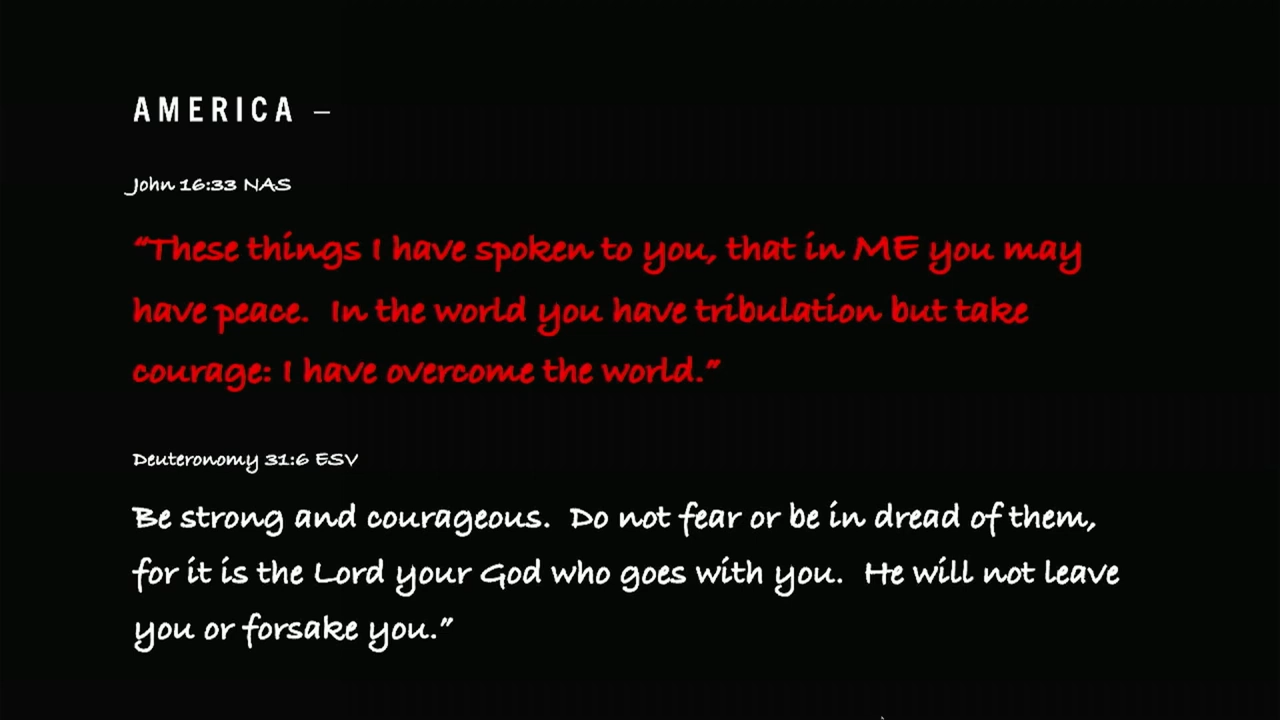 AMERICA –
John 16:33 NAS
“These things I have spoken to you, that in ME you may
have peace.  In the world you have tribulation but take
courage: I have overcome the world.”
Deuteronomy 31:6 ESV
Be strong and courageous.  Do not fear or be in dread of them,
for it is the Lord your God who goes with you.  He will not leave
you or forsake you.”